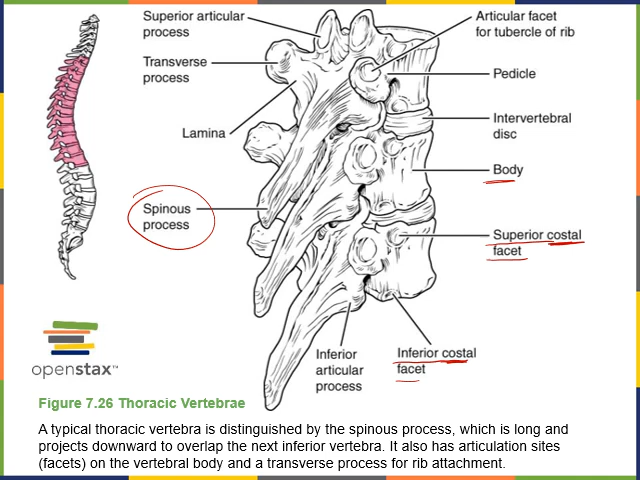 Superior articular
process
Articular facet
for tubercle of rib
Transverse
process
Pedicle
Lamina
Intervertebral
disc
Body
Spinous
process
Superior costal
facet
Inferior
articular
process
Inferior costal
facet
openstax™
Figure 7.26 Thoracic Vertebrae
A typical thoracic vertebra is distinguished by the spinous process, which is long and
projects downward to overlap the next inferior vertebra. It also has articulation sites
(facets) on the vertebral body and a transverse process for rib attachment.